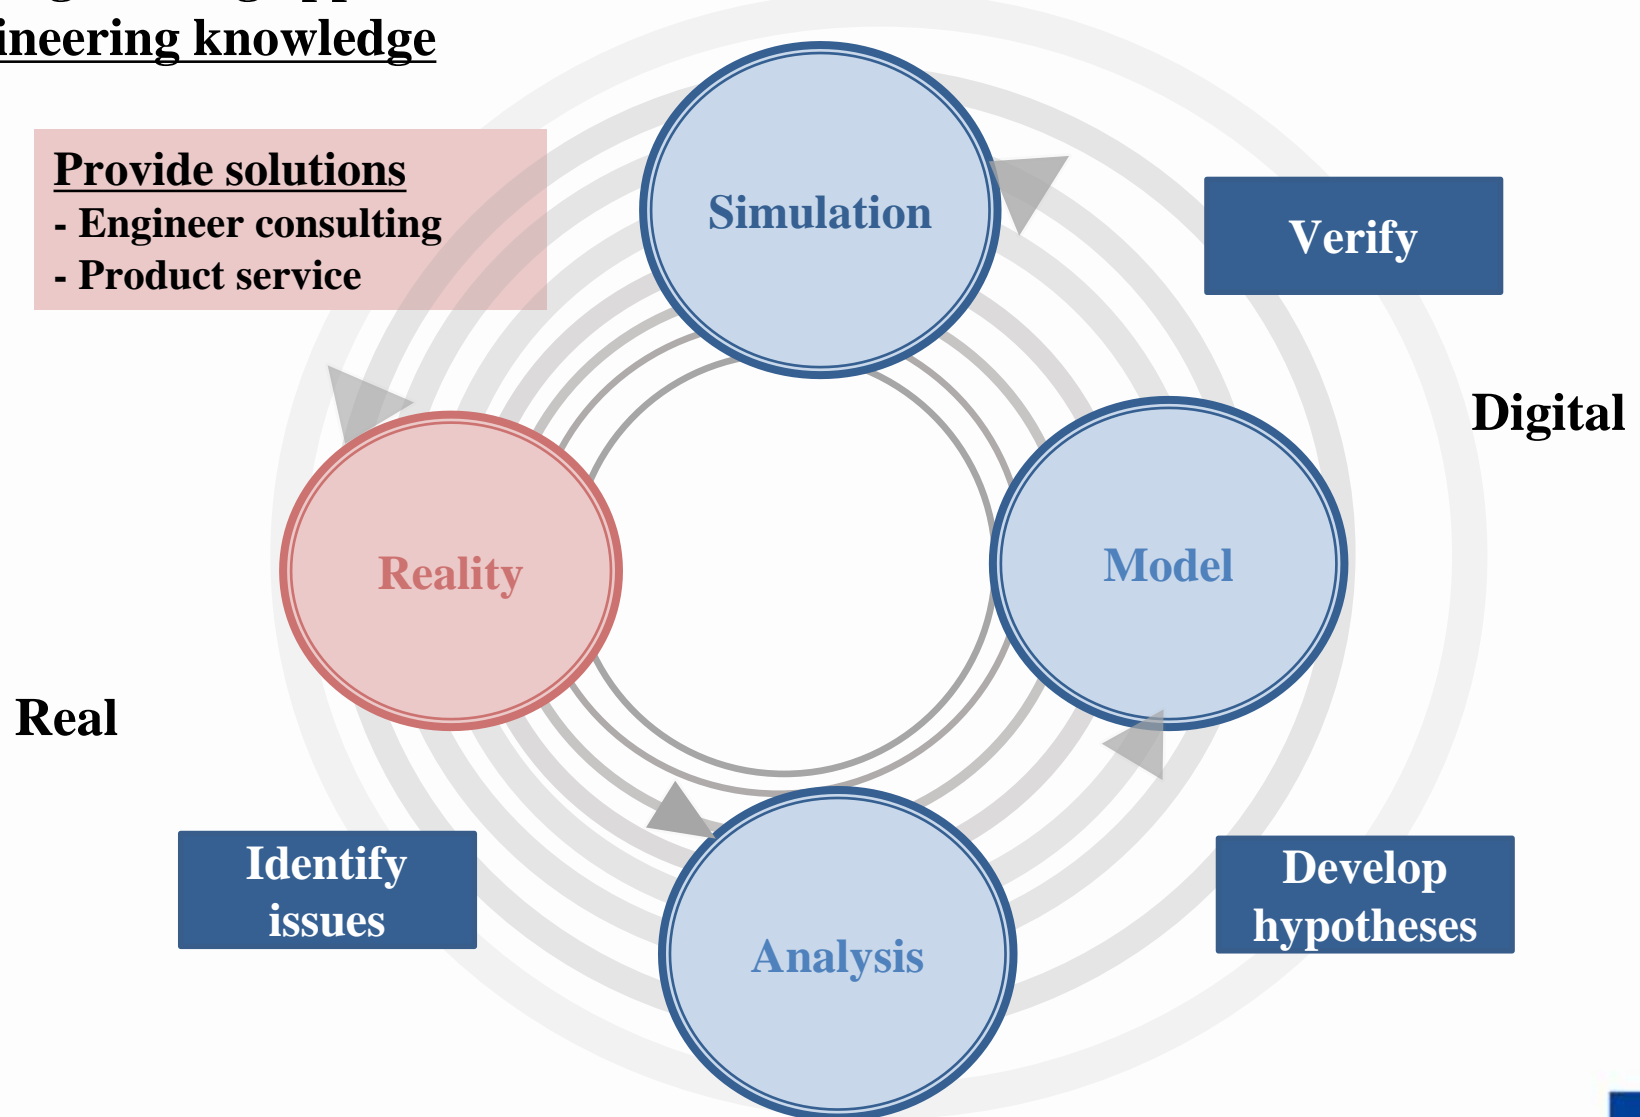 ineering knowledge
Provide solutions
- Engineer consulting
- Product service
Simulation
Verify
Digital
Reality
Model
Real
Identify
issues
Develop
hypotheses
Analysis